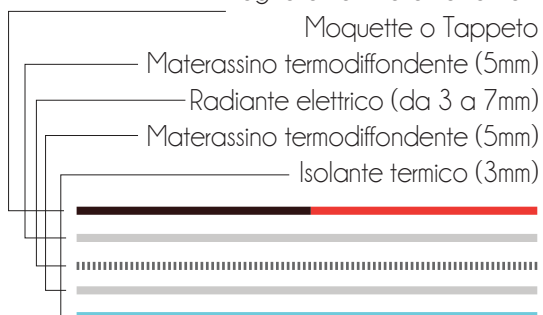 Moquette o Tappeto
Materassino termodiffondente (5mm)
Radiante elettrico (da 3 a 7mm)
Materassino termodiffondente (5mm)
Isolante termico (3mm)